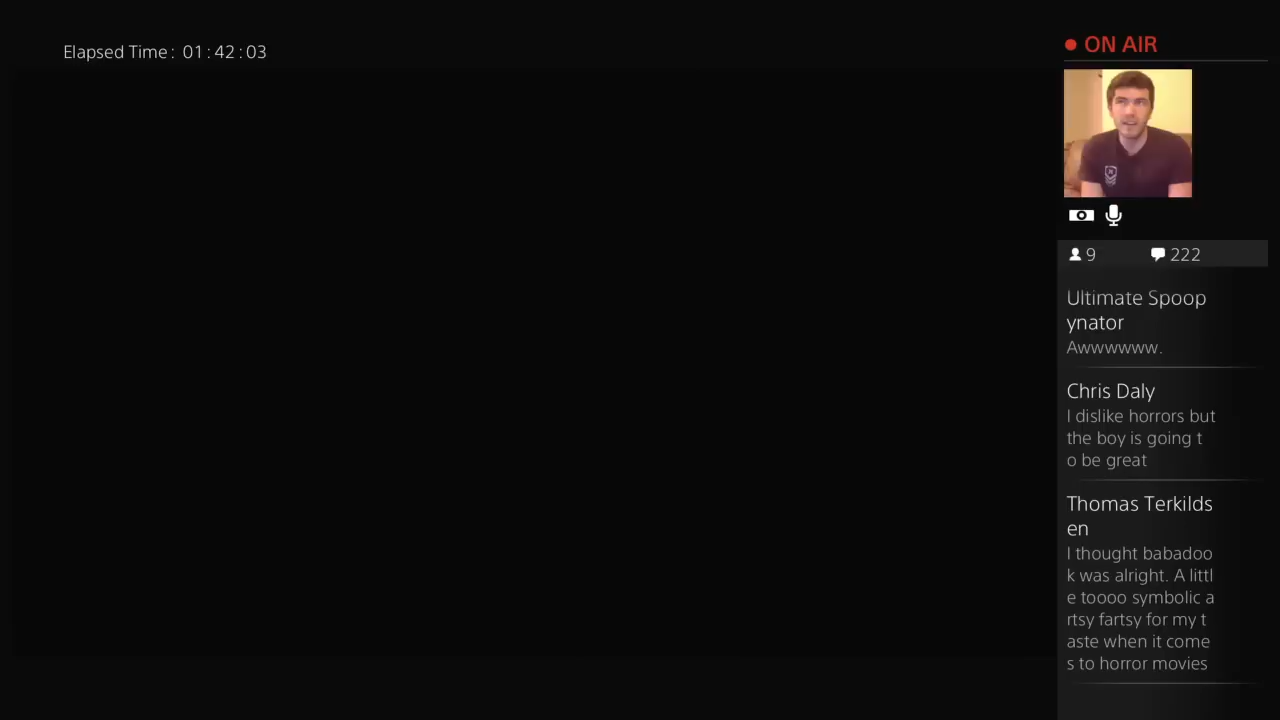 Elapsed Time: 01:42:03
ON AIR
9 222
Ultimate Spoop
ynator
Awwwwww.
Chris Daly
I dislike horrors but
the boy is going t
o be great
Thomas Terkilds
en
I thought babadoo
k was alright. A littl
e toooo symbolic a
rtsy fartsy for my t
aste when it come
s to horror movies